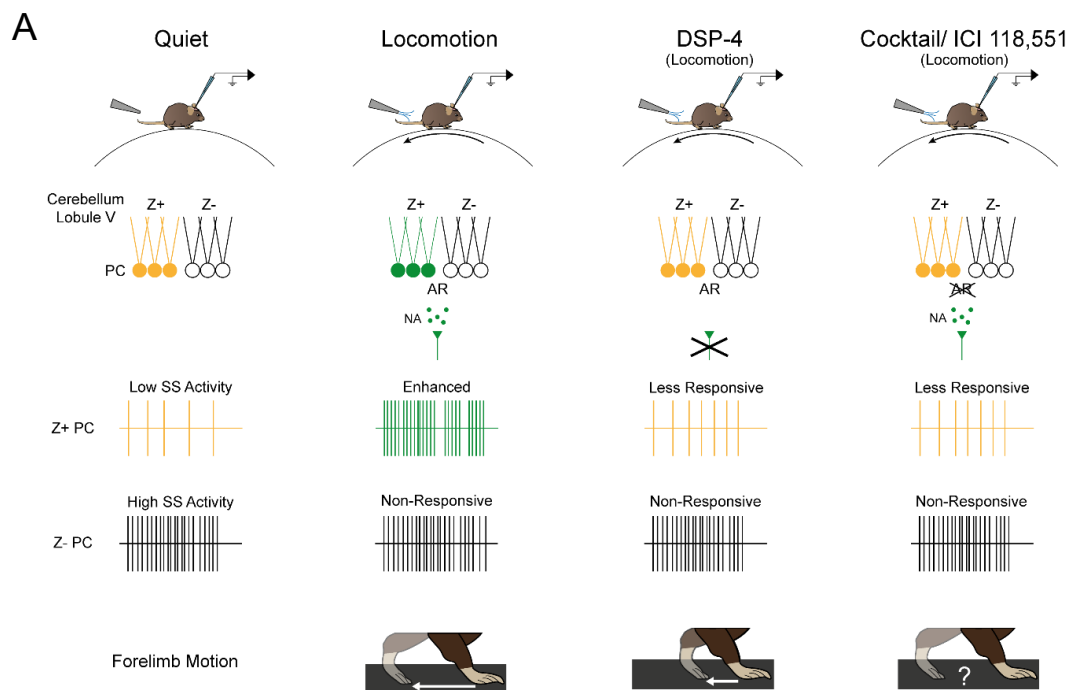 A
Quiet
Locomotion
DSP-4
(Locomotion)
Cocktail/ ICI 118,551
(Locomotion)
Cerebellum
Lobule V
Z+ Z-
Z+ Z-
Z+ Z-
Z+ Z-
PC
AR
AR
AR
NA
NA
Low SS Activity
Enhanced
Less Responsive
Less Responsive
Z+ PC
High SS Activity
Non-Responsive
Non-Responsive
Non-Responsive
Z- PC
Forelimb Motion
?